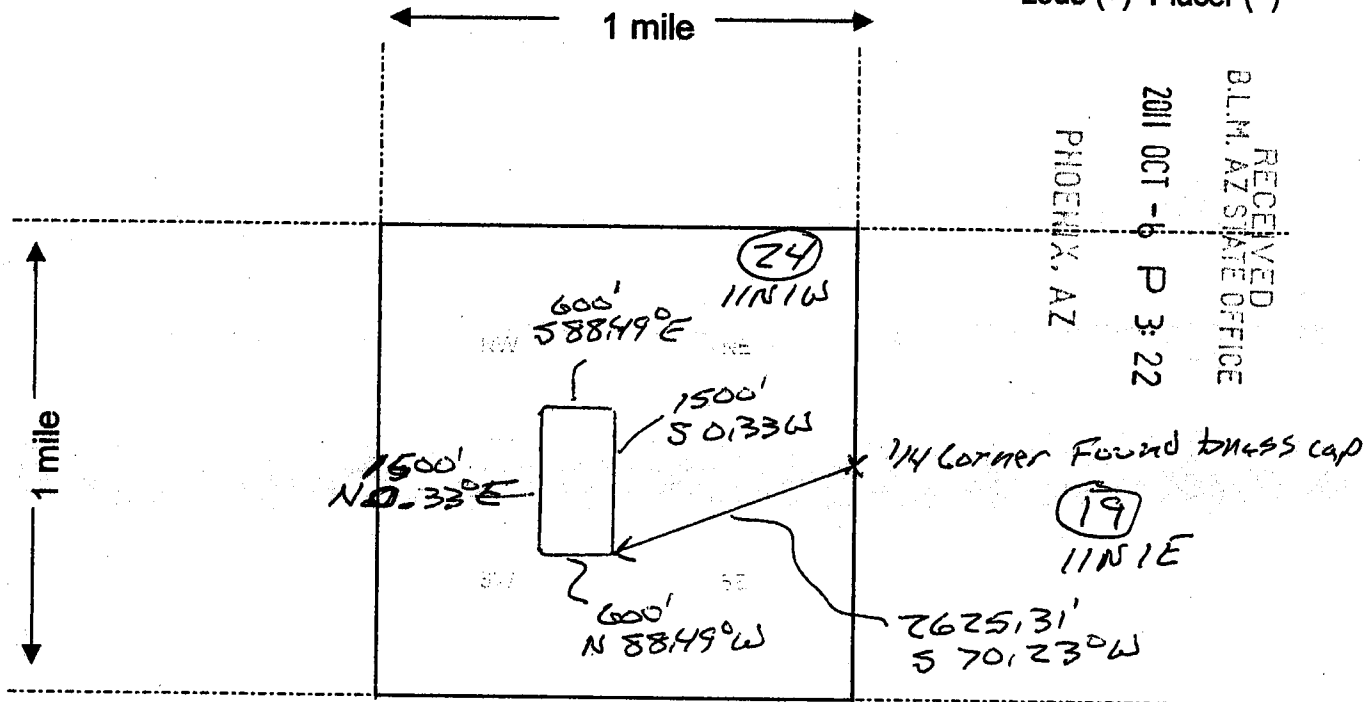 1 mile
RECEIVED
B.L.M. AZ STATE OFFICE
2011 OCT -6 P 3:22
PHOENIX, AZ
24
11N1W
600'
S 88.49°E
NW
NE
1500'
S 0.33W
1 mile
1500'
N 0.33°E
1/4 Corner Found brass cap
19
11N1E
SW
SE
600'
N 88.49°W
2625.31'
S 70.23°W